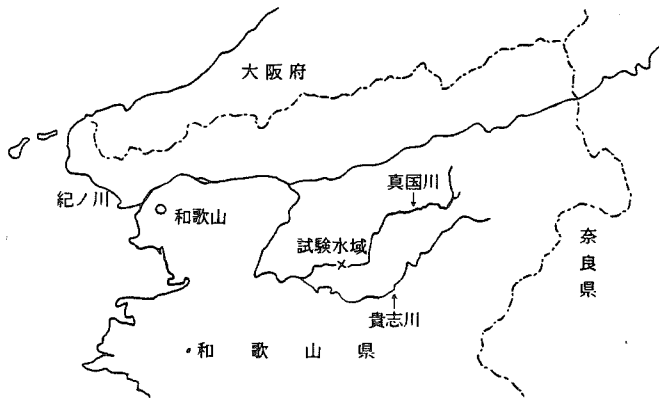 大阪府
真国川
紀ノ川
和歌山
試験水域
奈良県
貴志川
和歌山県